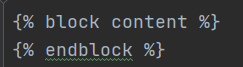 {% block content %}
{% endblock %}